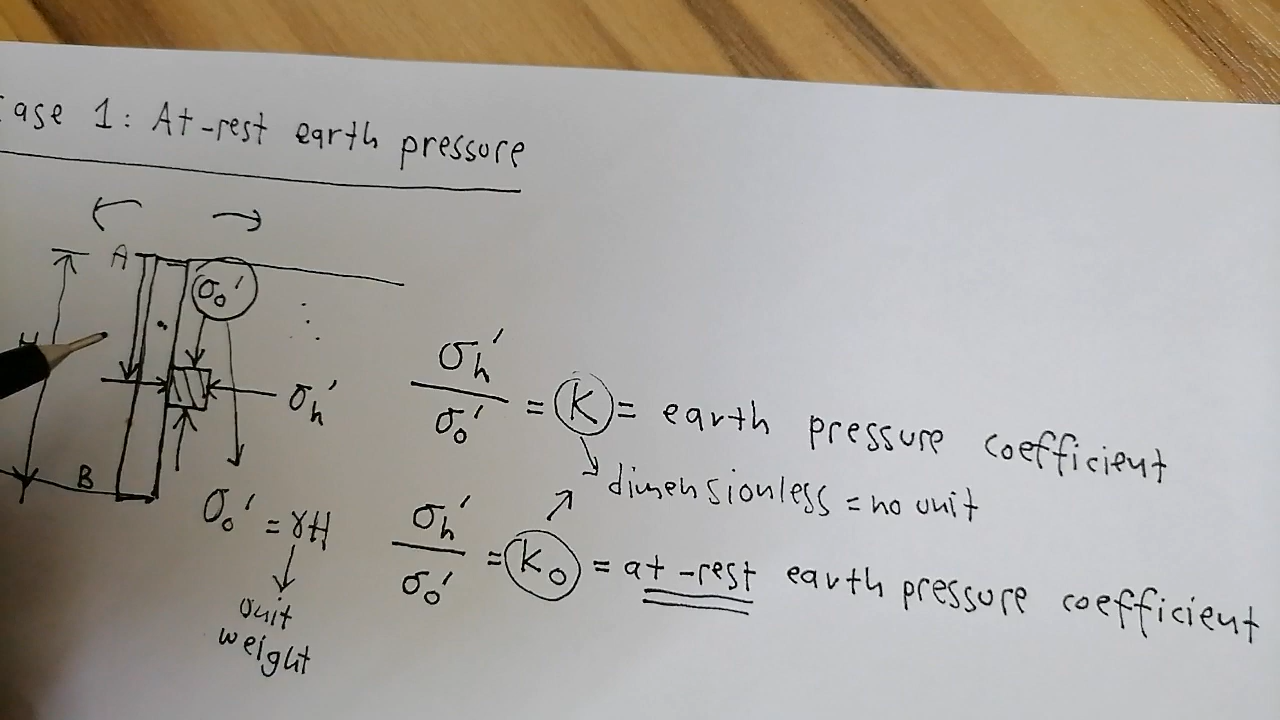 ase 1: At-rest earth pressure
A
σ₀'
H
σh'
B
σ₀' = γH
unit
weight
σh'
σ₀' = K = earth pressure coefficient
dimensionless = no unit
σh'
σ₀' = K₀ = at-rest earth pressure coefficient